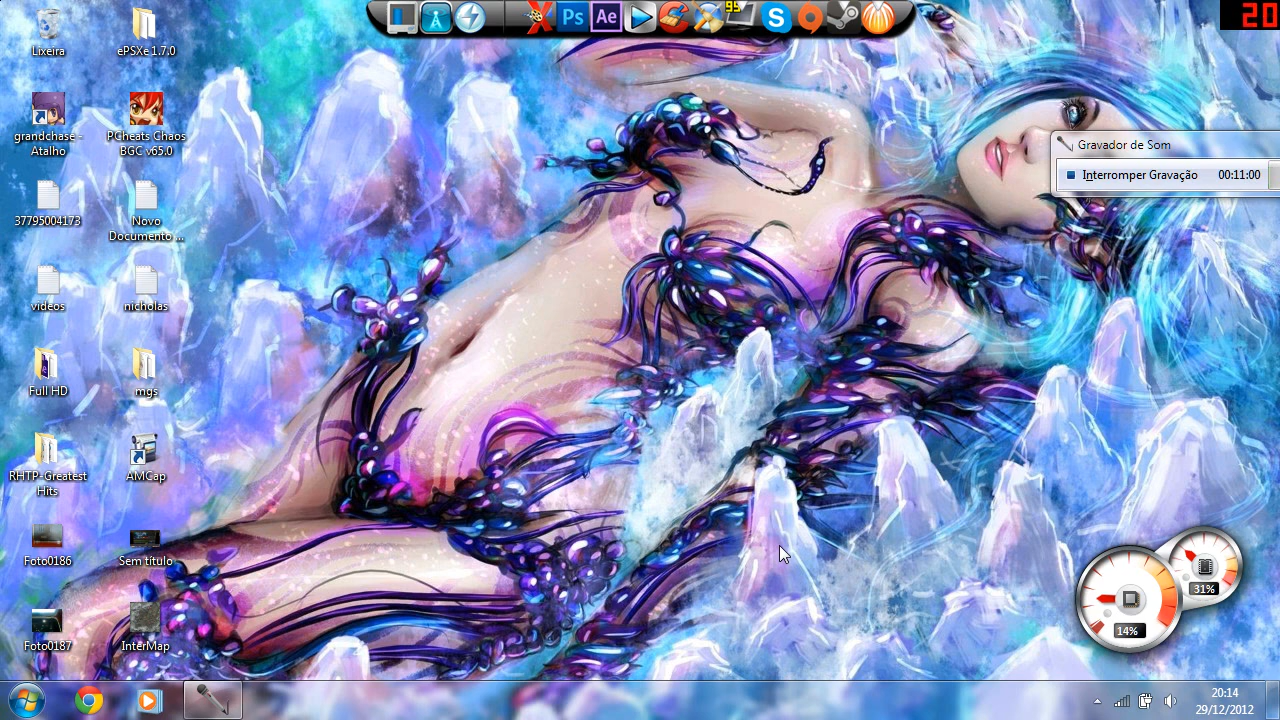 Ps
Ae
95
20
Lixeira
ePSXe 1.7.0
grandchase -
Atalho
PCheats Chaos
BGC v65.0
37795004173
Novo
Documento ...
videos
nicholas
Full HD
mgs
RHTP-Greatest
Hits
AMCap
Foto0186
Sem título
Foto0187
InterMap
Gravador de Som
Interromper Gravação
00:11:00
31%
14%
20:14
29/12/2012